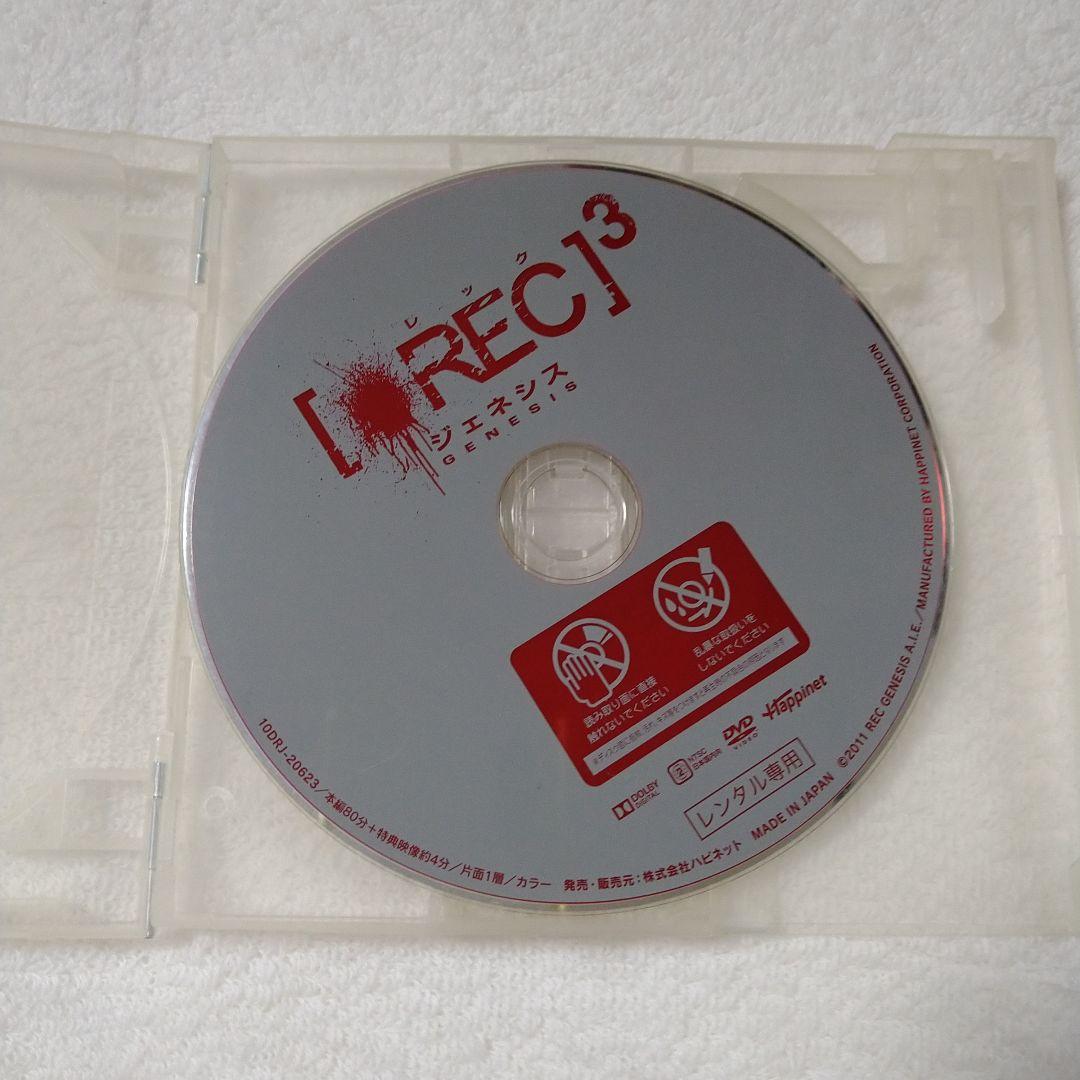 [REC]³
レック
ジェネシス
GENESIS
読み取り面に直接
触れないでください
乱暴な取扱いを
しないでください
DOLBY
DIGITAL
2
NTSC
日本国内向
DVD
VIDEO
Happinet
レンタル専用
10DRJ-20623/本編80分+特典映像約4分/片面1層/カラー 発売・販売元:株式会社ハピネット MADE IN JAPAN ©2011 REC GENESIS A.I.E./MANUFACTURED BY HAPPINET CORPORATION